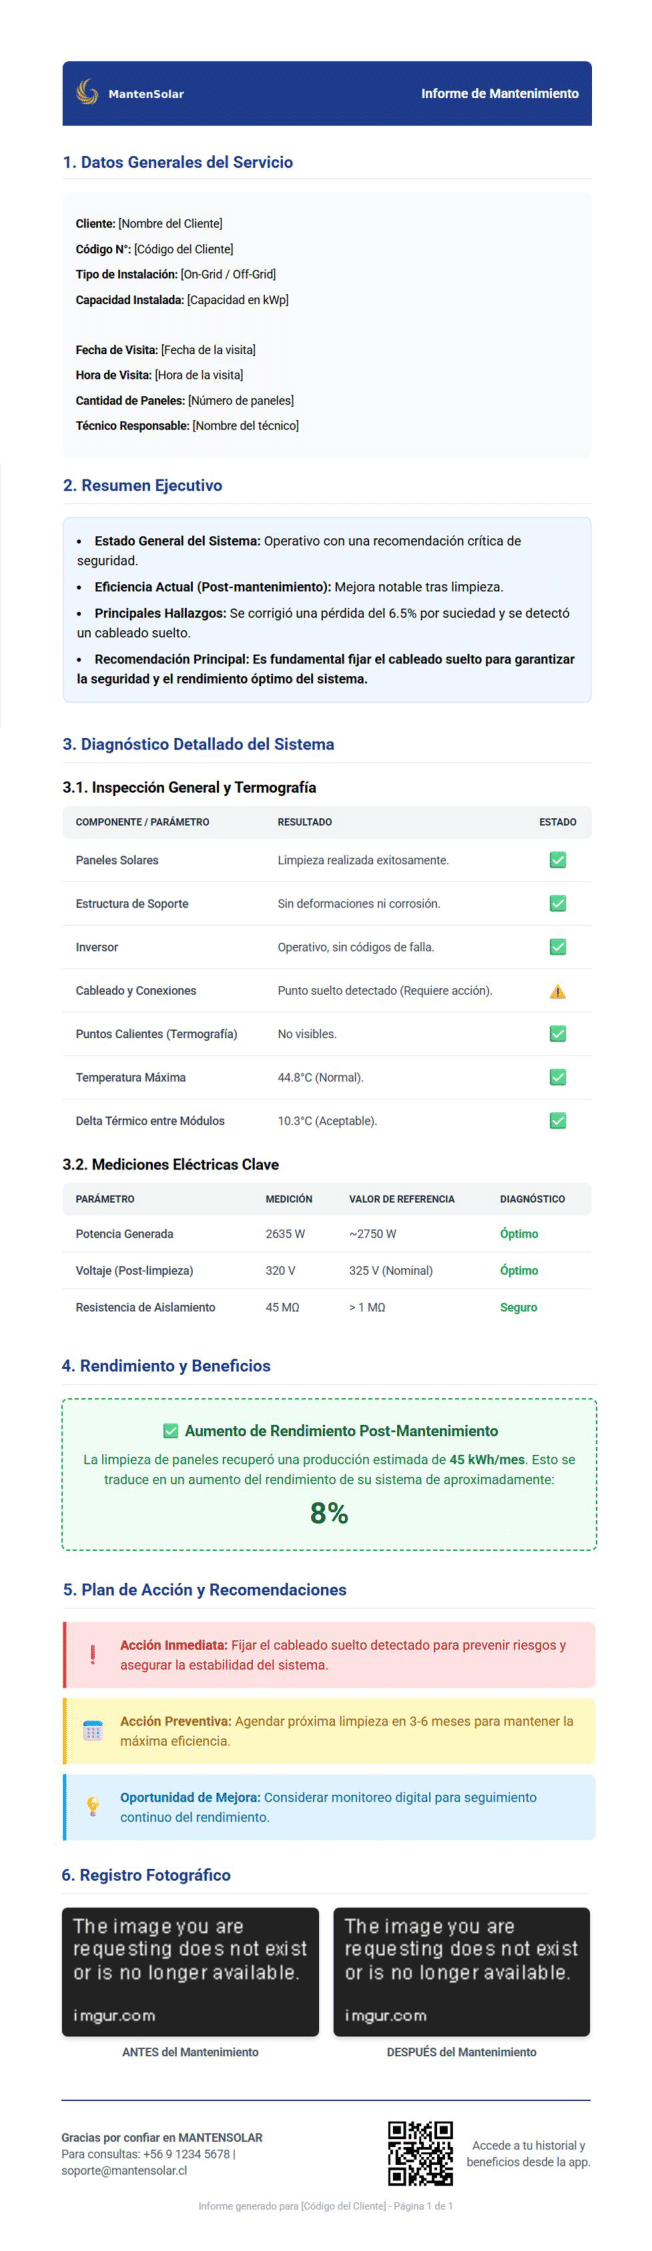 MantenSolar
Informe de Mantenimiento
1. Datos Generales del Servicio
Cliente: [Nombre del Cliente]
Código N°: [Código del Cliente]
Tipo de Instalación: [On-Grid / Off-Grid]
Capacidad Instalada: [Capacidad en kWp]
Fecha de Visita: [Fecha de la visita]
Hora de Visita: [Hora de la visita]
Cantidad de Paneles: [Número de paneles]
Técnico Responsable: [Nombre del técnico]
2. Resumen Ejecutivo
• Estado General del Sistema: Operativo con una recomendación crítica de
seguridad.
• Eficiencia Actual (Post-mantenimiento): Mejora notable tras limpieza.
• Principales Hallazgos: Se corrigió una pérdida del 6.5% por suciedad y se detectó
un cableado suelto.
• Recomendación Principal: Es fundamental fijar el cableado suelto para garantizar
la seguridad y el rendimiento óptimo del sistema.
3. Diagnóstico Detallado del Sistema
3.1. Inspección General y Termografía
COMPONENTE / PARÁMETRO RESULTADO ESTADO
Paneles Solares Limpieza realizada exitosamente. ✅
Estructura de Soporte Sin deformaciones ni corrosión. ✅
Inversor Operativo, sin códigos de falla. ✅
Cableado y Conexiones Punto suelto detectado (Requiere acción). ⚠️
Puntos Calientes (Termografía) No visibles. ✅
Temperatura Máxima 44.8°C (Normal). ✅
Delta Térmico entre Módulos 10.3°C (Aceptable). ✅
3.2. Mediciones Eléctricas Clave
PARÁMETRO MEDICIÓN VALOR DE REFERENCIA DIAGNÓSTICO
Potencia Generada 2635 W ~2750 W Óptimo
Voltaje (Post-limpieza) 320 V 325 V (Nominal) Óptimo
Resistencia de Aislamiento 45 MΩ > 1 MΩ Seguro
4. Rendimiento y Beneficios
✅ Aumento de Rendimiento Post-Mantenimiento
La limpieza de paneles recuperó una producción estimada de 45 kWh/mes. Esto se
traduce en un aumento del rendimiento de su sistema de aproximadamente:
8%
5. Plan de Acción y Recomendaciones
❗ Acción Inmediata: Fijar el cableado suelto detectado para prevenir riesgos y
asegurar la estabilidad del sistema.
Acción Preventiva: Agendar próxima limpieza en 3-6 meses para mantener la
máxima eficiencia.
Oportunidad de Mejora: Considerar monitoreo digital para seguimiento
continuo del rendimiento.
6. Registro Fotográfico
The image you are
requesting does not exist
or is no longer available.
imgur.com
The image you are
requesting does not exist
or is no longer available.
imgur.com
ANTES del Mantenimiento
DESPUÉS del Mantenimiento
Gracias por confiar en MANTENSOLAR
Para consultas: +56 9 1234 5678 |
soporte@mantensolar.cl
Accede a tu historial y
beneficios desde la app.
Informe generado para [Código del Cliente] - Página 1 de 1